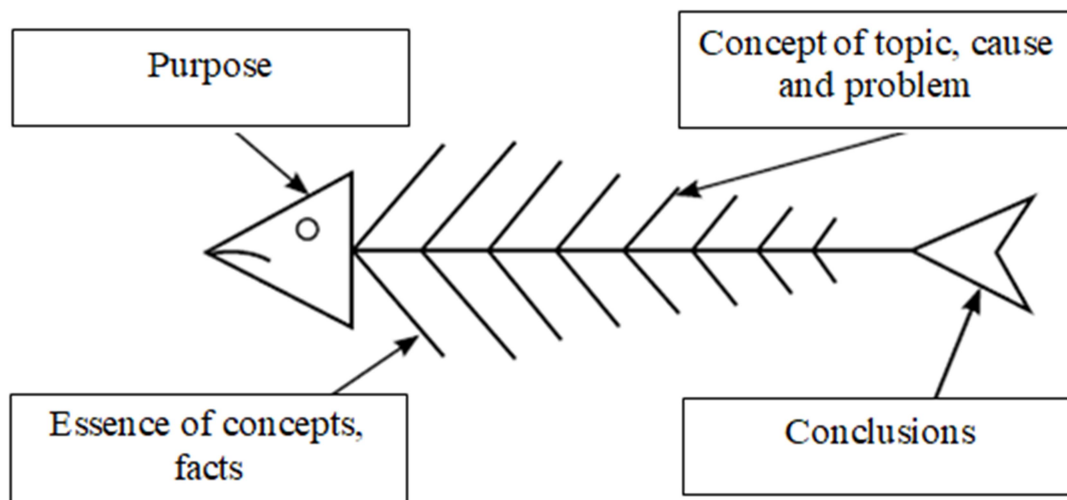 Purpose
Concept of topic, cause
and problem
Essence of concepts,
facts
Conclusions